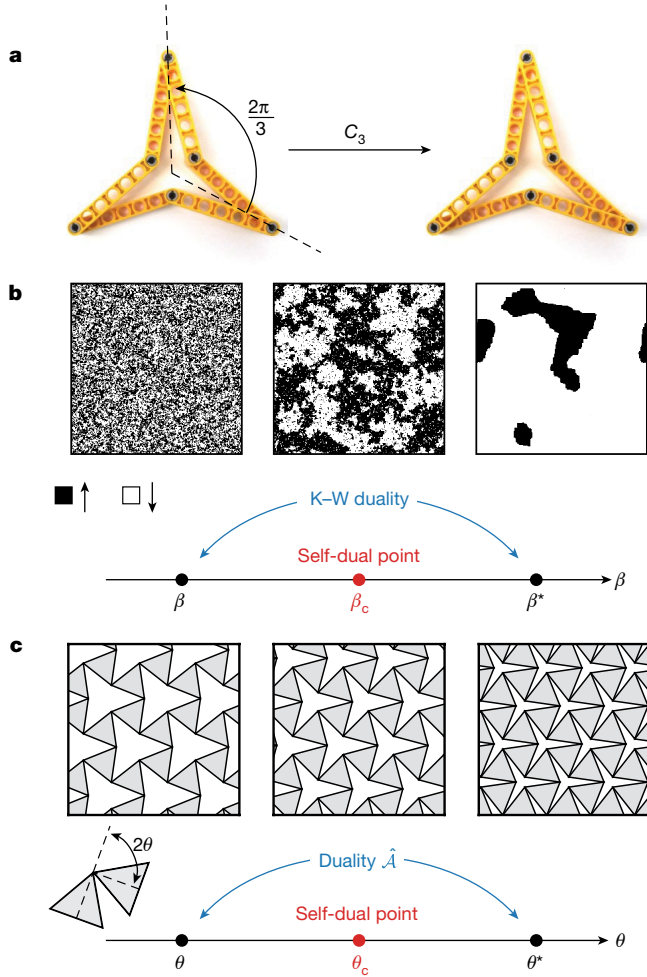 a
2π
3
C3
b
↑ ↓
K–W duality
Self-dual point
β
β βc β*
c
2θ
Duality Â
Self-dual point
θ
θ θc θ*